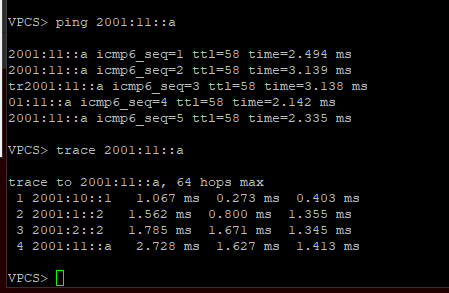 VPCS> ping 2001:11::a
2001:11::a icmp6_seq=1 ttl=58 time=2.494 ms
2001:11::a icmp6_seq=2 ttl=58 time=3.139 ms
tr2001:11::a icmp6_seq=3 ttl=58 time=3.138 ms
01:11::a icmp6_seq=4 ttl=58 time=2.142 ms
2001:11::a icmp6_seq=5 ttl=58 time=2.335 ms
VPCS> trace 2001:11::a
trace to 2001:11::a, 64 hops max
1 2001:10::1 1.067 ms 0.273 ms 0.403 ms
2 2001:1::2 1.562 ms 0.800 ms 1.355 ms
3 2001:2::2 1.785 ms 1.671 ms 1.345 ms
4 2001:11::a 2.728 ms 1.627 ms 1.413 ms
VPCS>